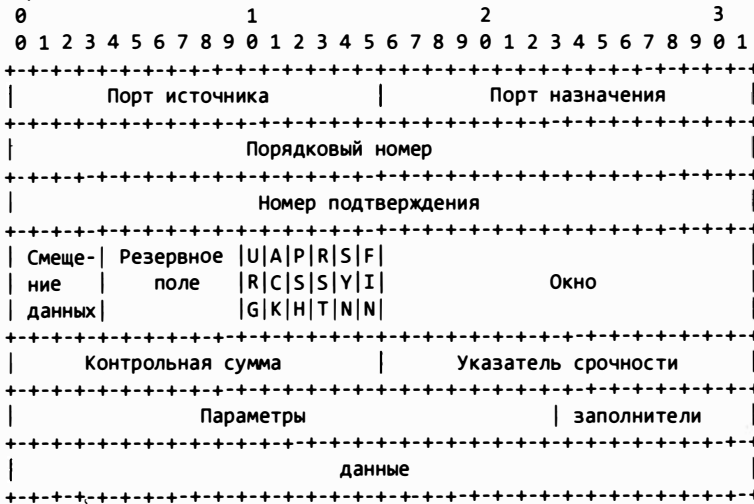 0 1 2 3
0 1 2 3 4 5 6 7 8 9 0 1 2 3 4 5 6 7 8 9 0 1 2 3 4 5 6 7 8 9 0 1
+-+-+-+-+-+-+-+-+-+-+-+-+-+-+-+-+-+-+-+-+-+-+-+-+-+-+-+-+-+-+-+-+
| Порт источника | Порт назначения |
+-+-+-+-+-+-+-+-+-+-+-+-+-+-+-+-+-+-+-+-+-+-+-+-+-+-+-+-+-+-+-+-+
| Порядковый номер |
+-+-+-+-+-+-+-+-+-+-+-+-+-+-+-+-+-+-+-+-+-+-+-+-+-+-+-+-+-+-+-+-+
| Номер подтверждения |
+-+-+-+-+-+-+-+-+-+-+-+-+-+-+-+-+-+-+-+-+-+-+-+-+-+-+-+-+-+-+-+-+
| Смеще-| Резервное |U|A|P|R|S|F| |
| ние | поле |R|C|S|S|Y|I| Окно |
| данных| |G|K|H|T|N|N| |
+-+-+-+-+-+-+-+-+-+-+-+-+-+-+-+-+-+-+-+-+-+-+-+-+-+-+-+-+-+-+-+-+
| Контрольная сумма | Указатель срочности |
+-+-+-+-+-+-+-+-+-+-+-+-+-+-+-+-+-+-+-+-+-+-+-+-+-+-+-+-+-+-+-+-+
| Параметры | заполнители |
+-+-+-+-+-+-+-+-+-+-+-+-+-+-+-+-+-+-+-+-+-+-+-+-+-+-+-+-+-+-+-+-+
| данные |
+-+-+-+-+-+-+-+-+-+-+-+-+-+-+-+-+-+-+-+-+-+-+-+-+-+-+-+-+-+-+-+-+